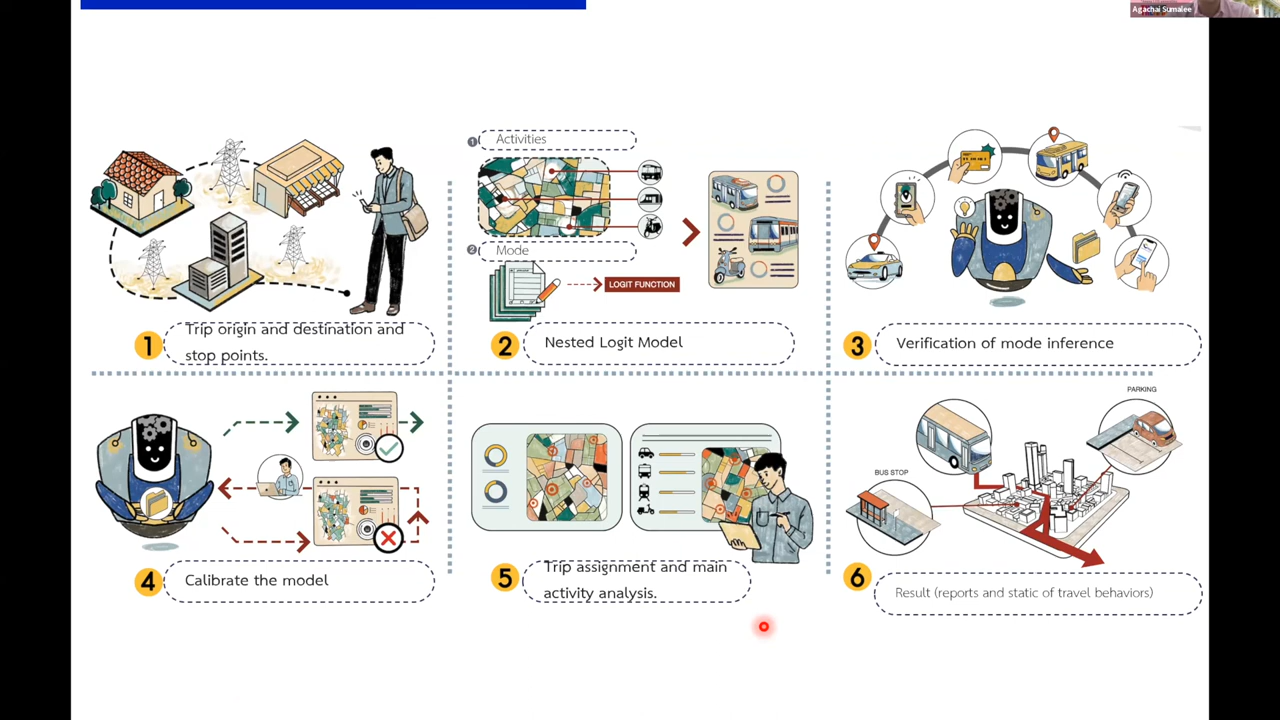 Agachai Sumalee
1 Activities
2 Mode
LOGIT FUNCTION
1 Trip origin and destination and
stop points.
2 Nested Logit Model
3 Verification of mode inference
PARKING
BUS STOP
4 Calibrate the model
5 Trip assignment and main
activity analysis.
6 Result (reports and static of travel behaviors)